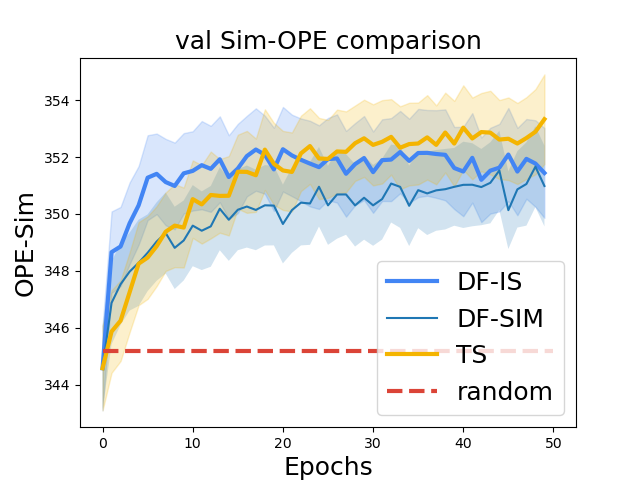 val Sim-OPE comparison
OPE-Sim
354
352
350
348
346
344
0
10
20
30
40
50
Epochs
DF-IS
DF-SIM
TS
random